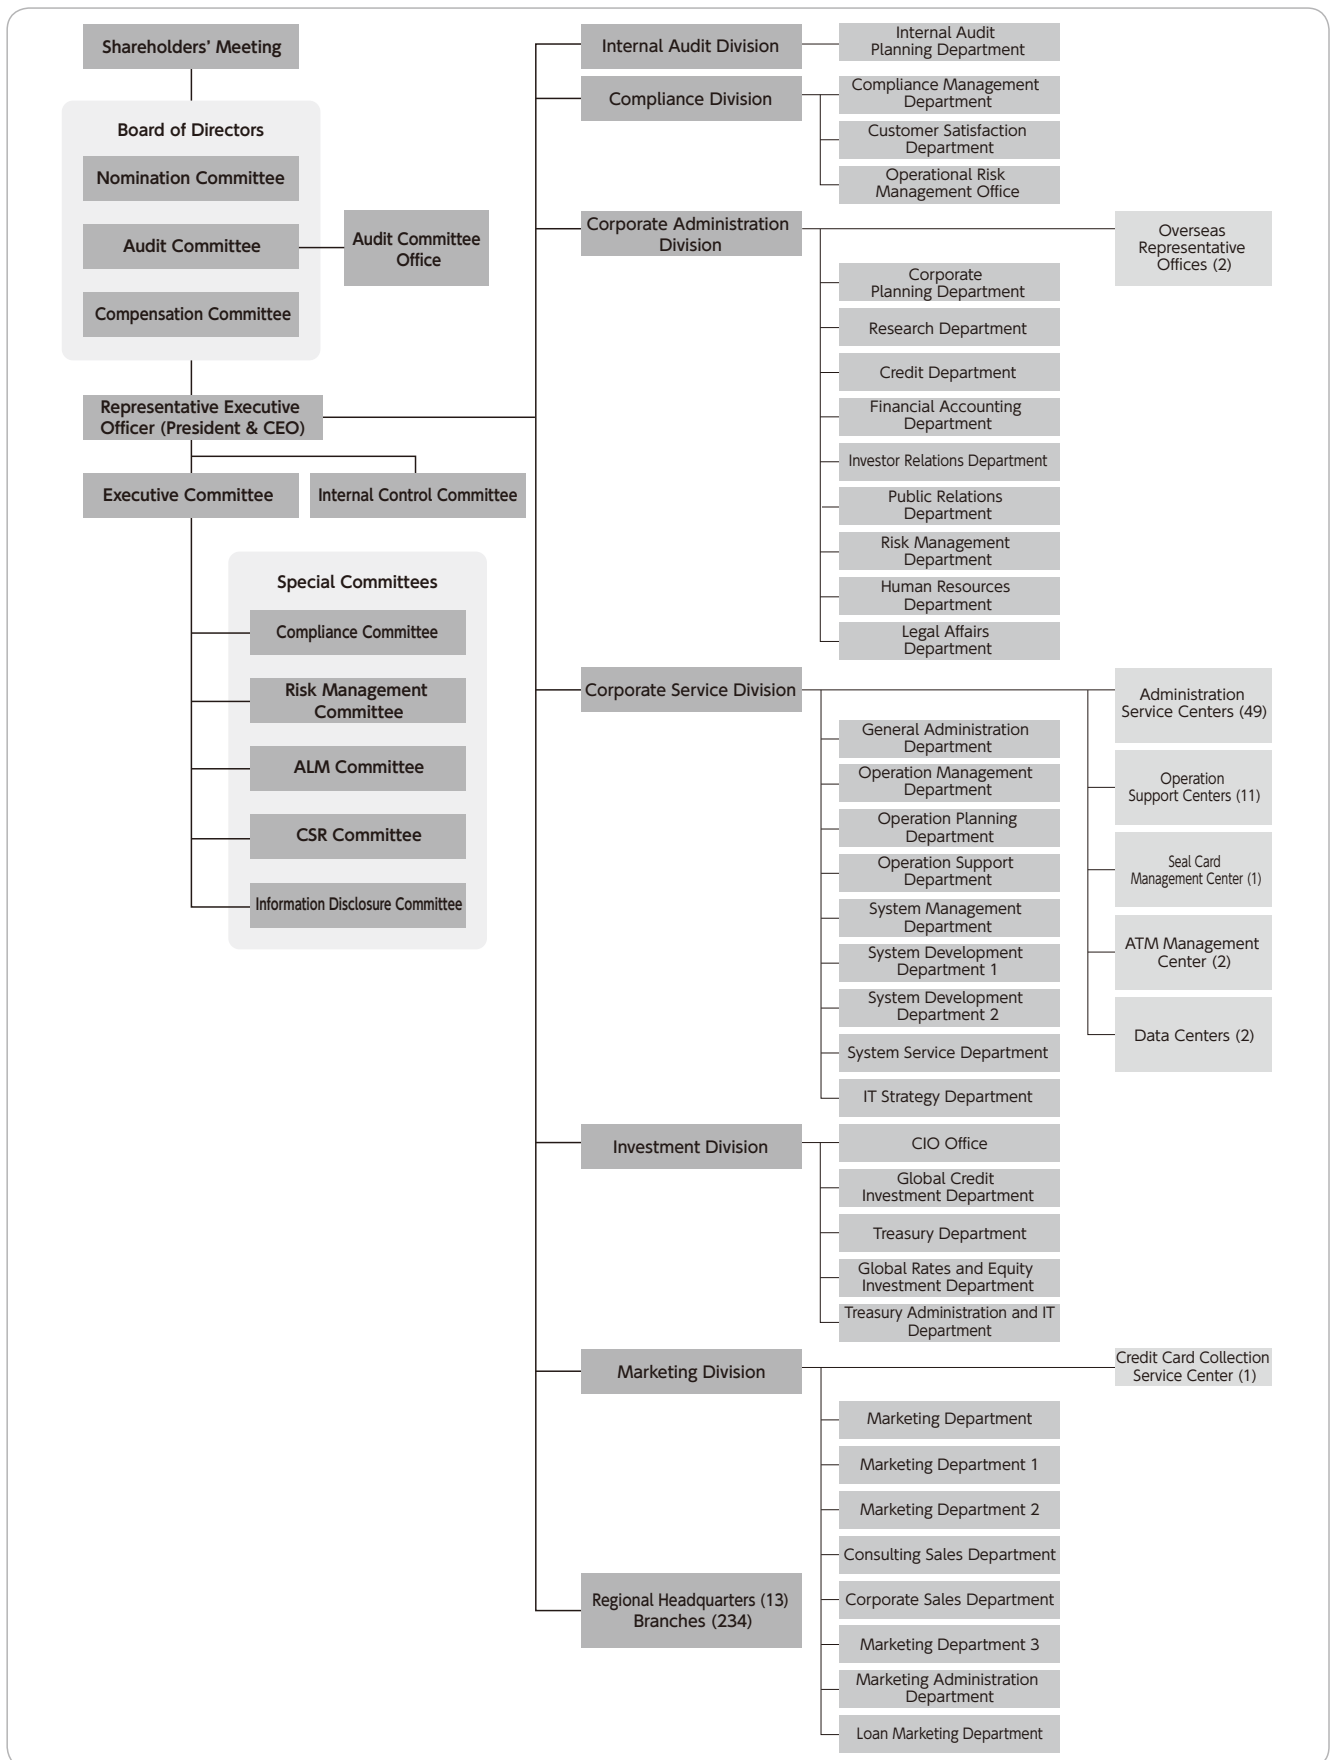 Shareholders' Meeting
Board of Directors
Nomination Committee
Audit Committee
Audit Committee
Office
Compensation Committee
Representative Executive
Officer (President & CEO)
Executive Committee
Internal Control Committee
Special Committees
Compliance Committee
Risk Management
Committee
ALM Committee
CSR Committee
Information Disclosure Committee
Internal Audit Division
Internal Audit
Planning Department
Compliance Division
Compliance Management
Department
Customer Satisfaction
Department
Operational Risk
Management Office
Corporate Administration
Division
Overseas
Representative
Offices (2)
Corporate
Planning Department
Research Department
Credit Department
Financial Accounting
Department
Investor Relations Department
Public Relations
Department
Risk Management
Department
Human Resources
Department
Legal Affairs
Department
Corporate Service Division
General Administration
Department
Operation Management
Department
Operation Planning
Department
Operation Support
Department
System Management
Department
System Development
Department 1
System Development
Department 2
System Service Department
IT Strategy Department
Administration
Service Centers (49)
Operation
Support Centers (11)
Seal Card
Management Center (1)
ATM Management
Center (2)
Data Centers (2)
Investment Division
CIO Office
Global Credit
Investment Department
Treasury Department
Global Rates and Equity
Investment Department
Treasury Administration and IT
Department
Marketing Division
Credit Card Collection
Service Center (1)
Marketing Department
Marketing Department 1
Marketing Department 2
Consulting Sales Department
Corporate Sales Department
Marketing Department 3
Marketing Administration
Department
Loan Marketing Department
Regional Headquarters (13)
Branches (234)